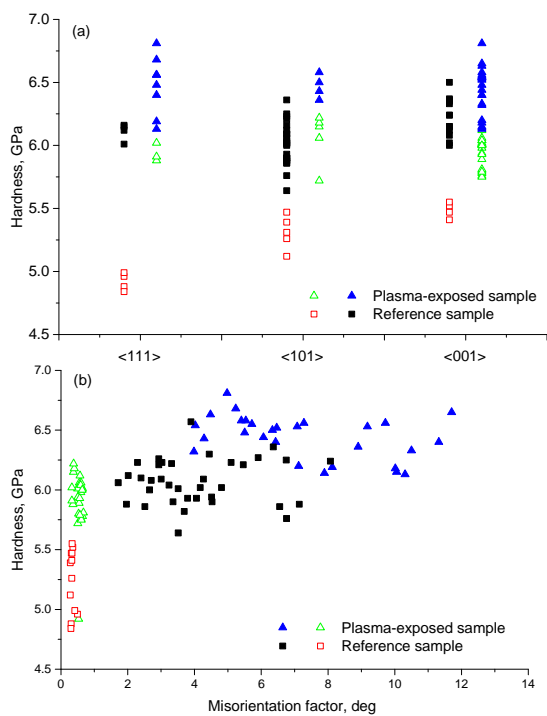 (a)
7.0
6.5
6.0
5.5
5.0
4.5
Hardness, GPa
Plasma-exposed sample
Reference sample
<111> <101> <001>
(b)
7.0
6.5
6.0
5.5
5.0
4.5
Hardness, GPa
Plasma-exposed sample
Reference sample
0 2 4 6 8 10 12 14
Misorientation factor, deg